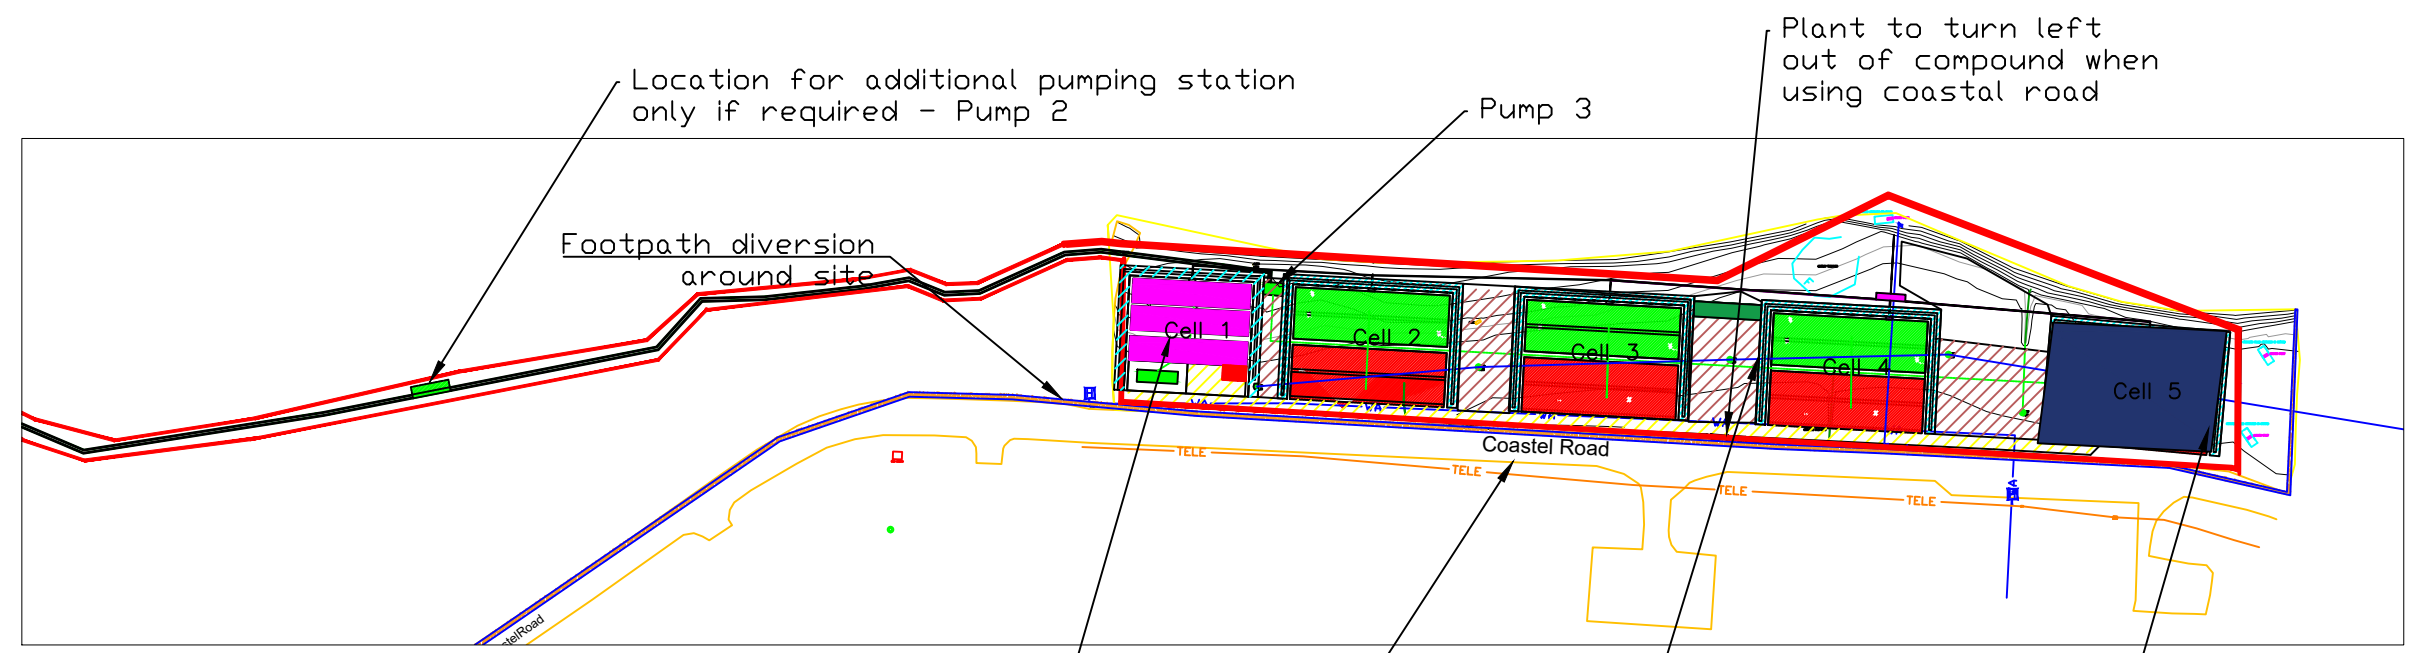 Plant to turn left
out of compound when
using coastal road
Location for additional pumping station
only if required - Pump 2
Pump 3
Footpath diversion
around site
Cell 1
Cell 2
Cell 3
Cell 4
Cell 5
Coastel Road
TELE
TELE
TELE
TELE
stelRoad